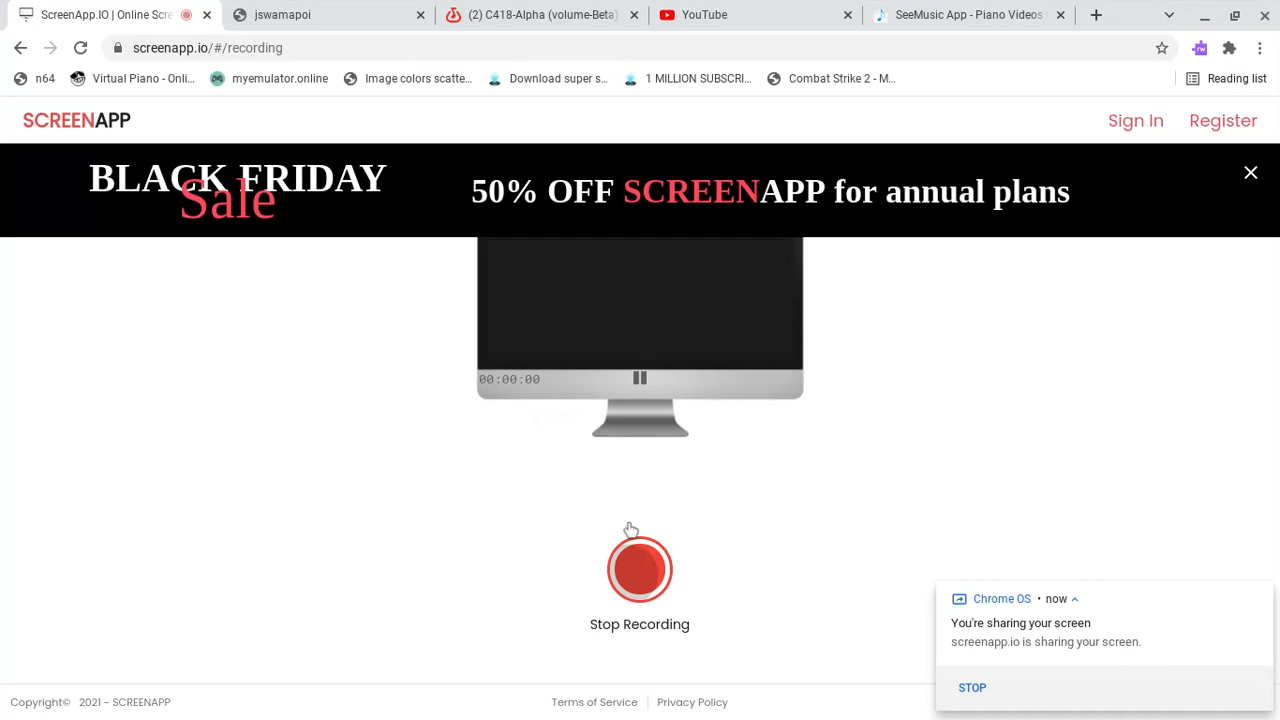 ScreenApp.IO | Online Scre
jswamapoi
(2) C418-Alpha (volume-Beta)
YouTube
SeeMusic App - Piano Videos
screenapp.io/#/recording
n64
Virtual Piano - Onli...
myemulator.online
Image colors scatte...
Download super s...
1 MILLION SUBSCRI...
Combat Strike 2 - M...
Reading list
SCREENAPP
Sign In
Register
BLACK FRIDAY
Sale
50% OFF SCREENAPP for annual plans
00:00:00
Stop Recording
Chrome OS • now
You're sharing your screen
screenapp.io is sharing your screen.
STOP
Copyright© 2021 - SCREENAPP
Terms of Service
Privacy Policy